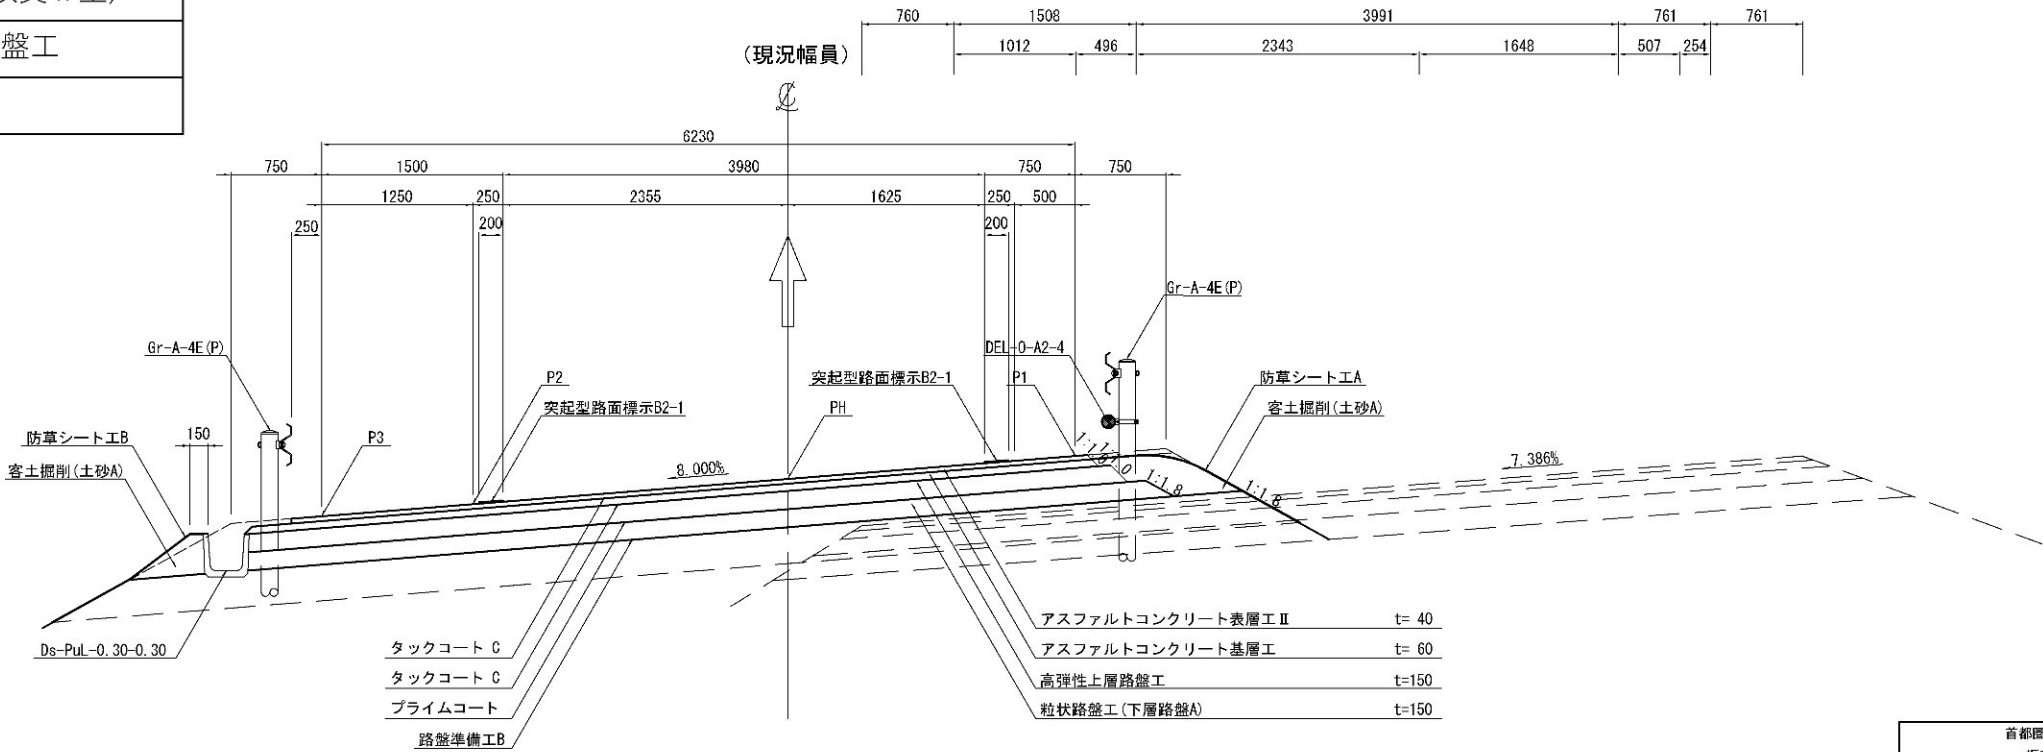 盤工
(現況幅員)
760
1508
3991
761
761
1012
496
2343
1648
507
254
6230
750
1500
3980
750
750
1250
250
2355
1625
250
500
250
200
200
Gr-A-4E(P)
Gr-A-4E(P)
DEL-0-A2-4
P2
突起型路面標示B2-1
P1
防草シート工A
突起型路面標示B2-1
PH
客土掘削(土砂A)
150
防草シート工B
P3
客土掘削(土砂A)
8.000%
7.386%
1:1.8
1:1.8
Ds-PuL-0.30-0.30
タックコート C
タックコート C
プライムコート
路盤準備工B
アスファルトコンクリート表層工Ⅱ t= 40
アスファルトコンクリート基層工 t= 60
高弾性上層路盤工 t=150
粒状路盤工(下層路盤A) t=150
首都圏